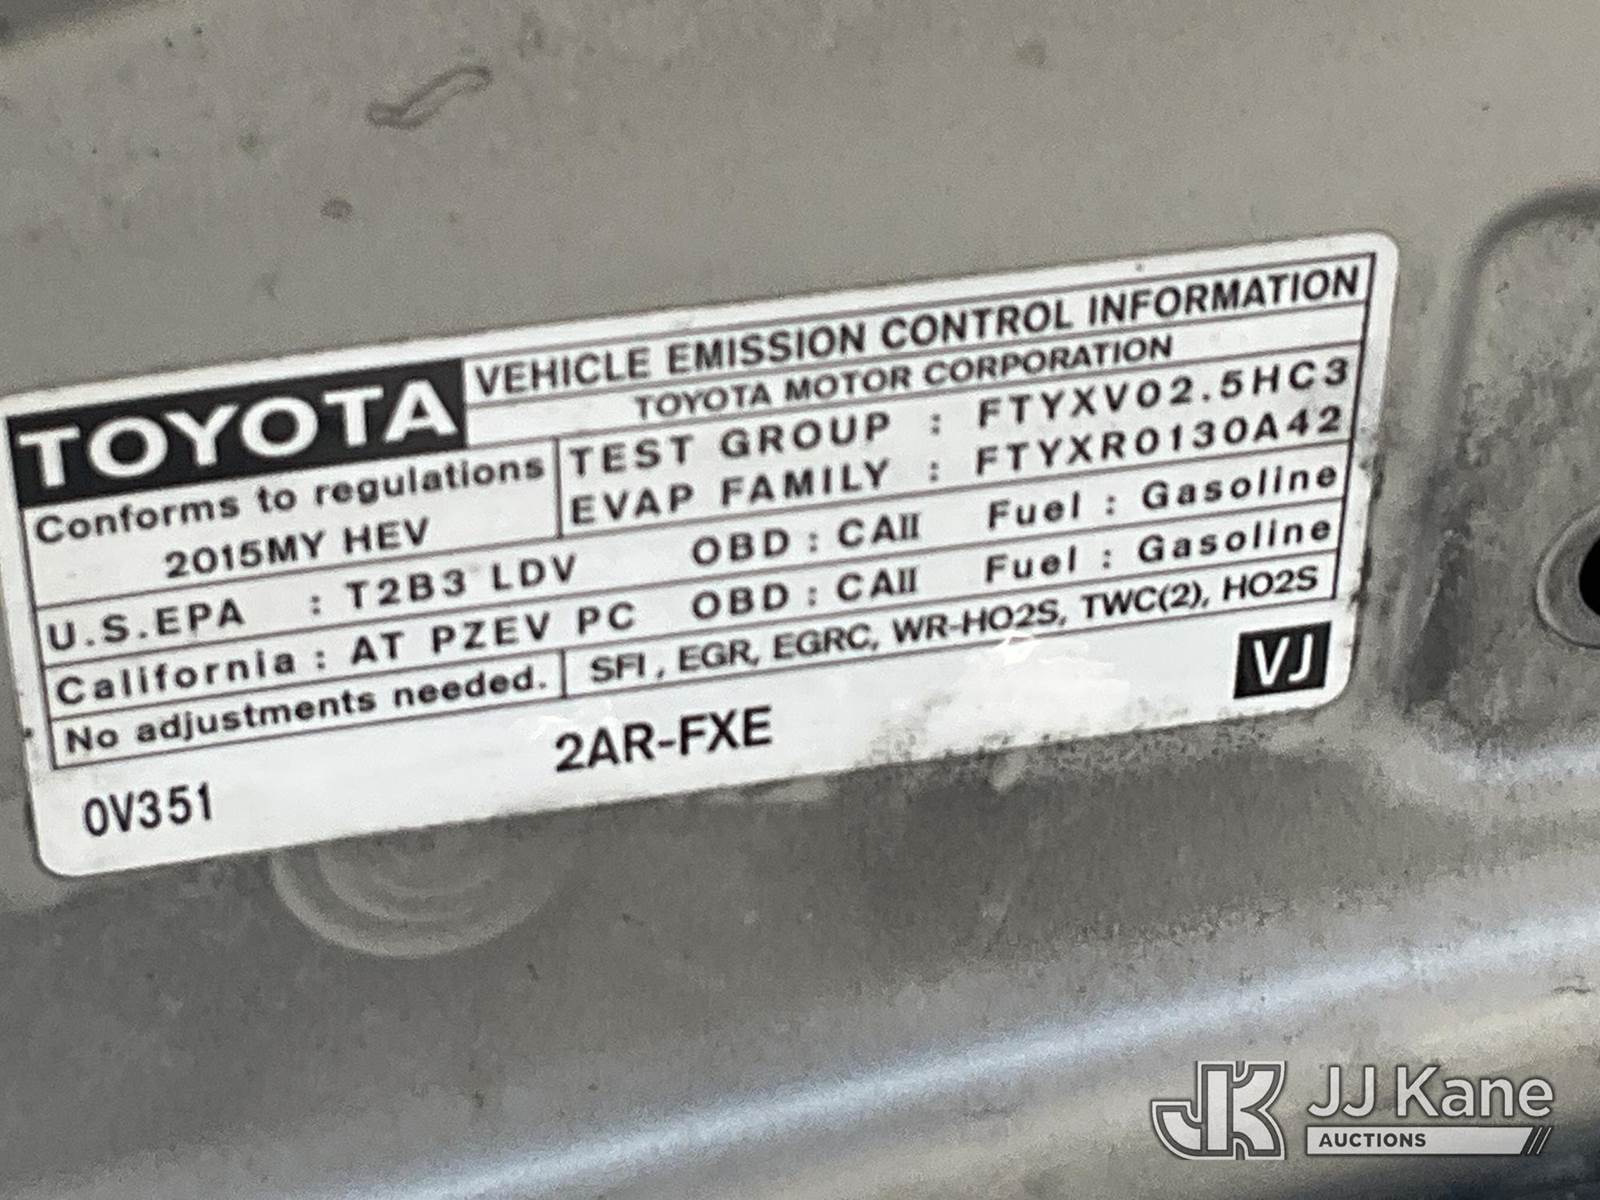 TOYOTA
VEHICLE EMISSION CONTROL INFORMATION
TOYOTA MOTOR CORPORATION
Conforms to regulations
2015MY HEV
TEST GROUP : FTYXV02.5HC3
EVAP FAMILY : FTYXR0130A42
U.S.EPA : T2B3 LDV OBD : CAII Fuel : Gasoline
California : AT PZEV PC OBD : CAII Fuel : Gasoline
No adjustments needed. SFI, EGR, EGRC, WR-HO2S, TWC(2), HO2S
0V351 2AR-FXE VJ
JK JJ Kane
AUCTIONS